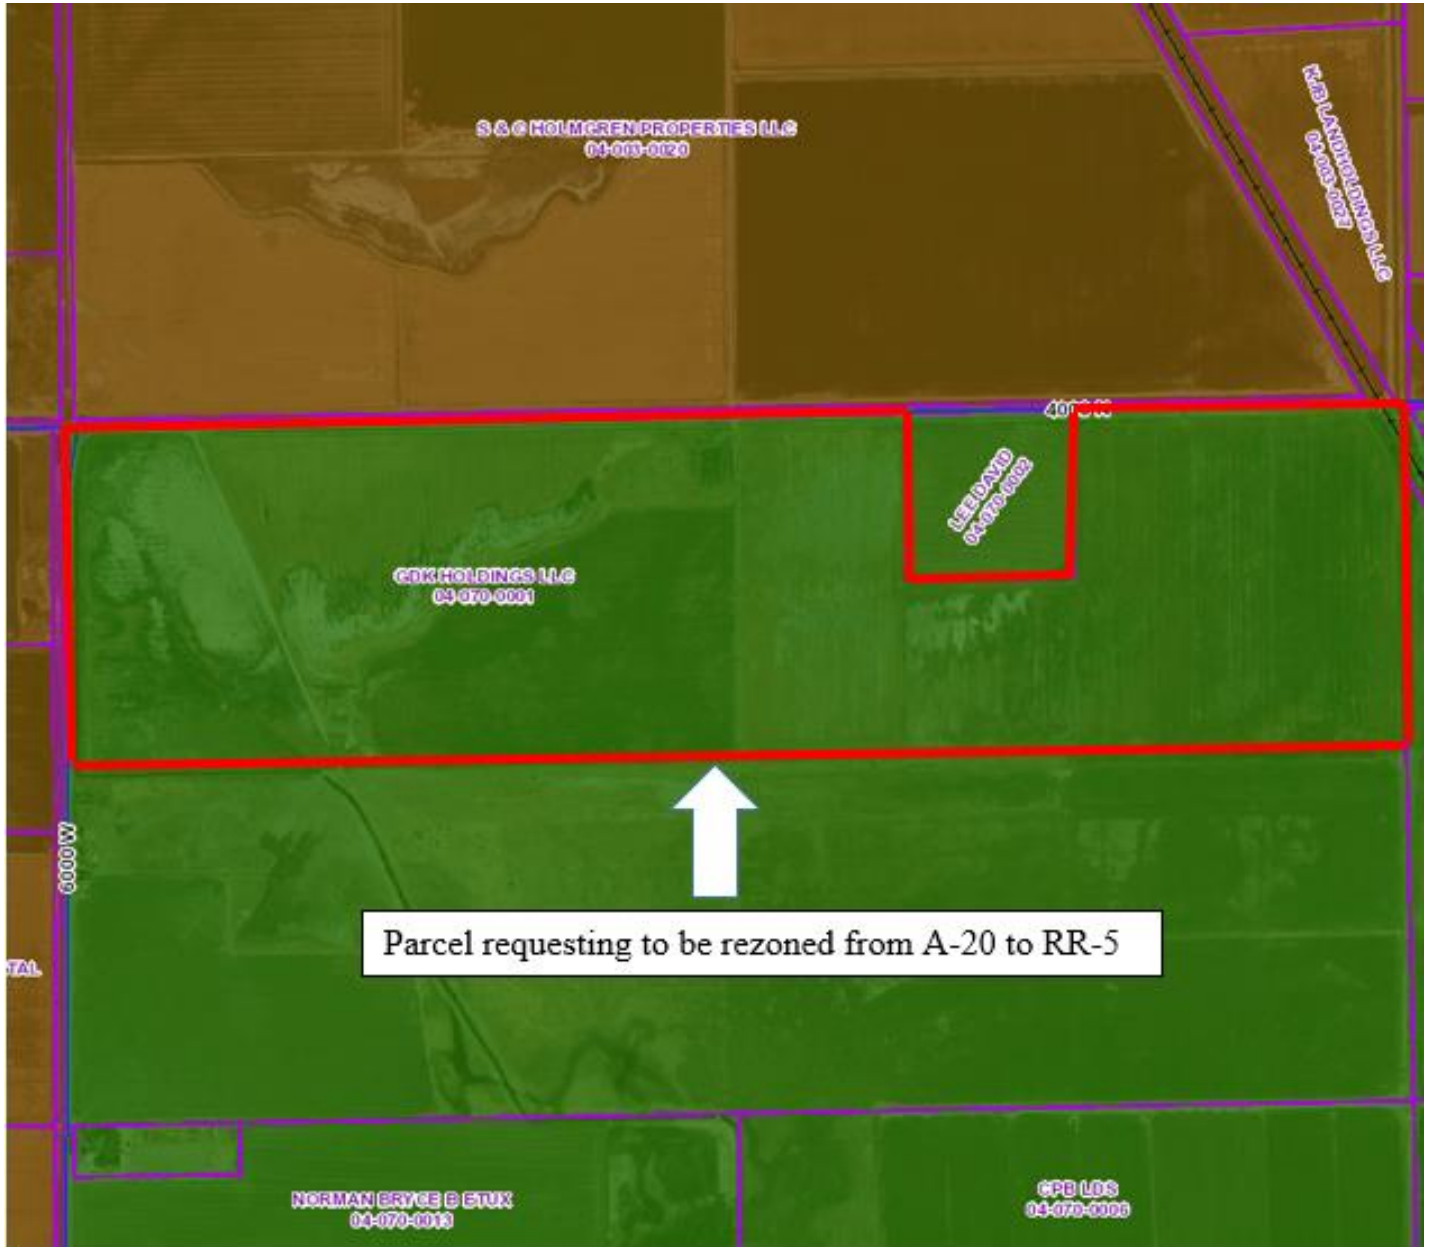 S & C HOLMGREN PROPERTIES LLC
04-003-0020
KJB LANDHOLDINGS LLC
04-003-0027
LEE DAVID
04-070-0002
GDK HOLDINGS LLC
04-070-0001
6000 W
Parcel requesting to be rezoned from A-20 to RR-5
TAL
NORMAN BRYCE B ETUX
04-070-0013
CPB LDS
04-070-0006